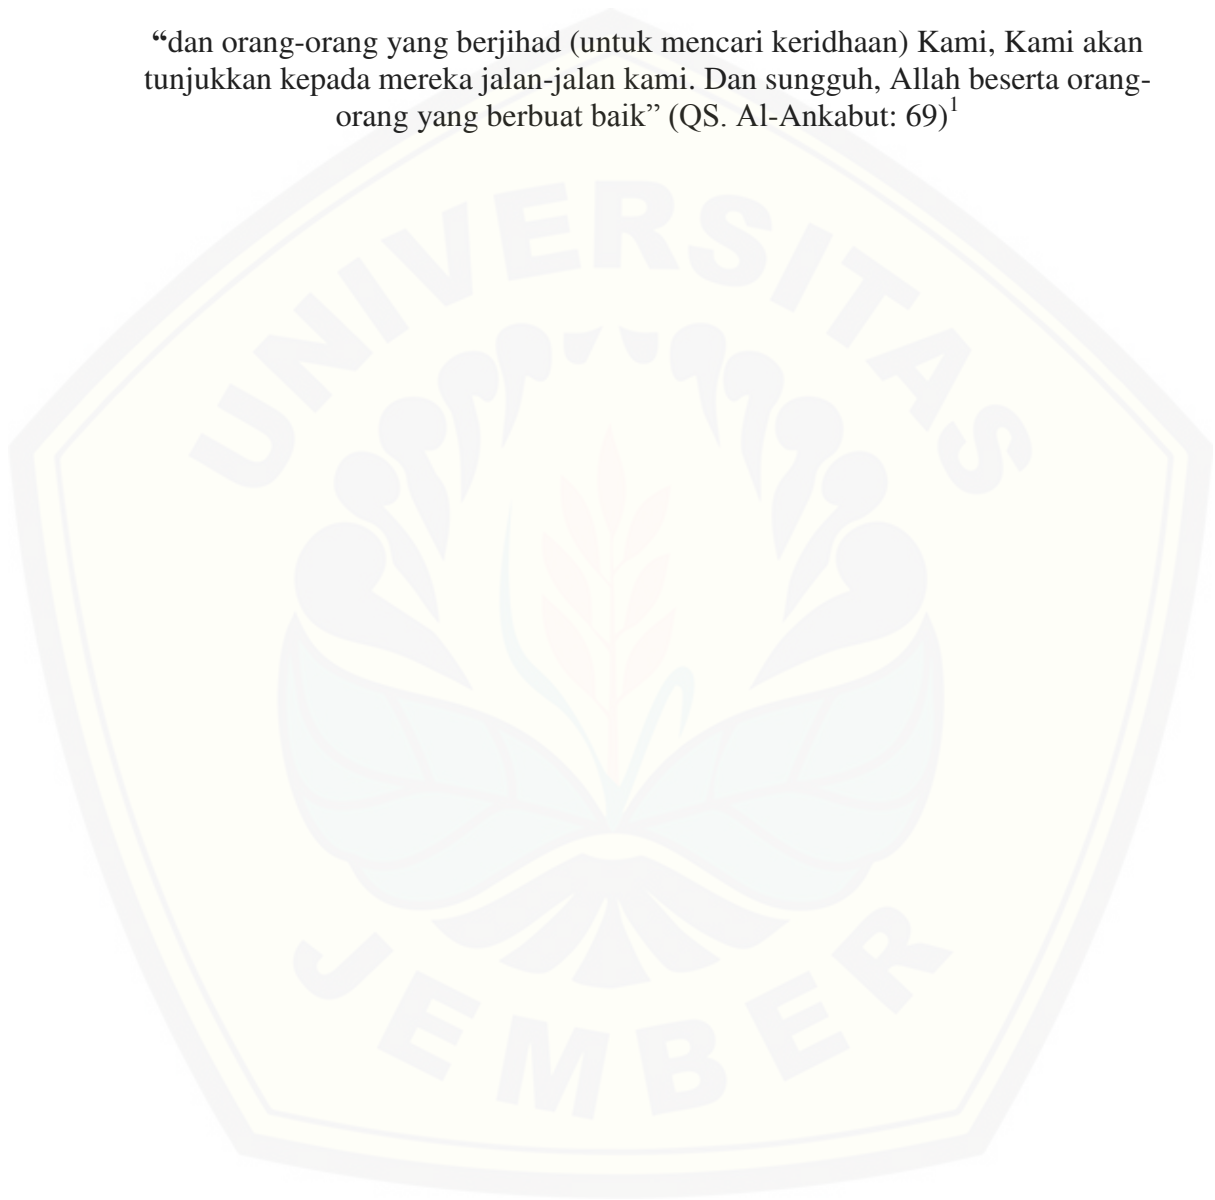 “dan orang-orang yang berjihad (untuk mencari keridhaan) Kami, Kami akan
tunjukkan kepada mereka jalan-jalan kami. Dan sungguh, Allah beserta orang-
orang yang berbuat baik” (QS. Al-Ankabut: 69)¹
UNIVERSITAS
JEMBER